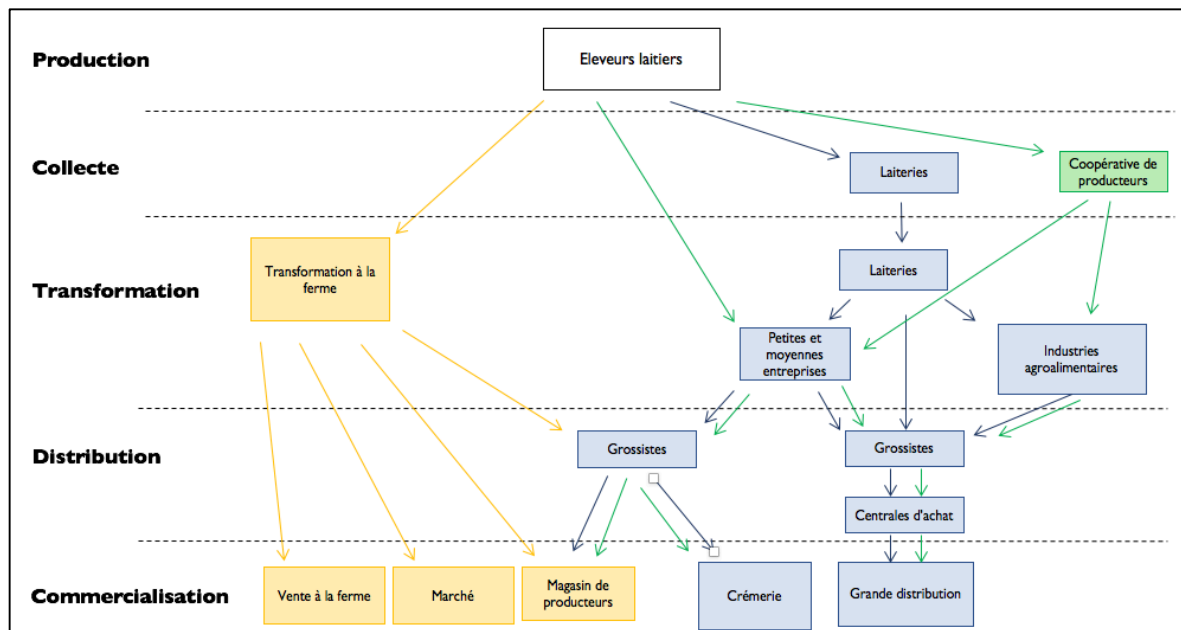 Production
Eleveurs laitiers
Collecte
Laiteries
Coopérative de
producteurs
Transformation
Transformation à la
ferme
Laiteries
Petites et
moyennes
entreprises
Industries
agroalimentaires
Distribution
Grossistes
Grossistes
Centrales d'achat
Commercialisation
Vente à la ferme
Marché
Magasin de
producteurs
Crémerie
Grande distribution